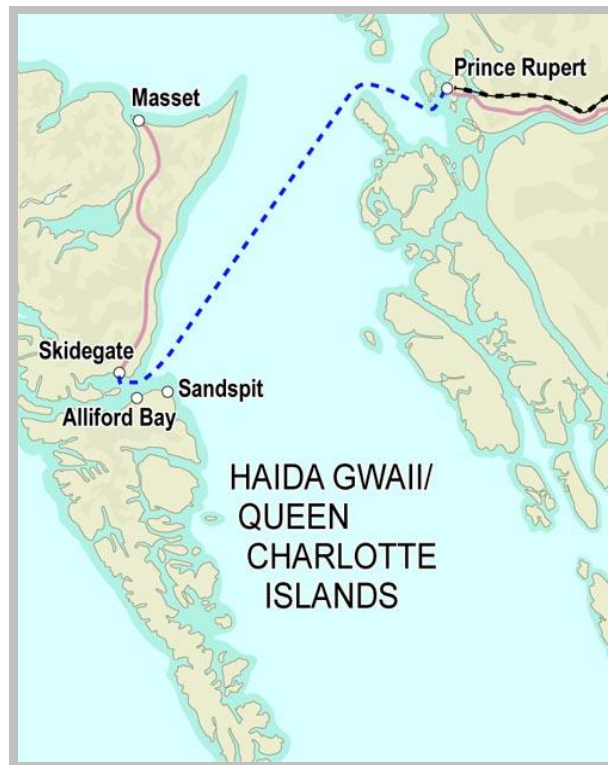 Prince Rupert
Masset
Skidegate
Sandspit
Alliford Bay
HAIDA GWAII/
QUEEN
CHARLOTTE
ISLANDS